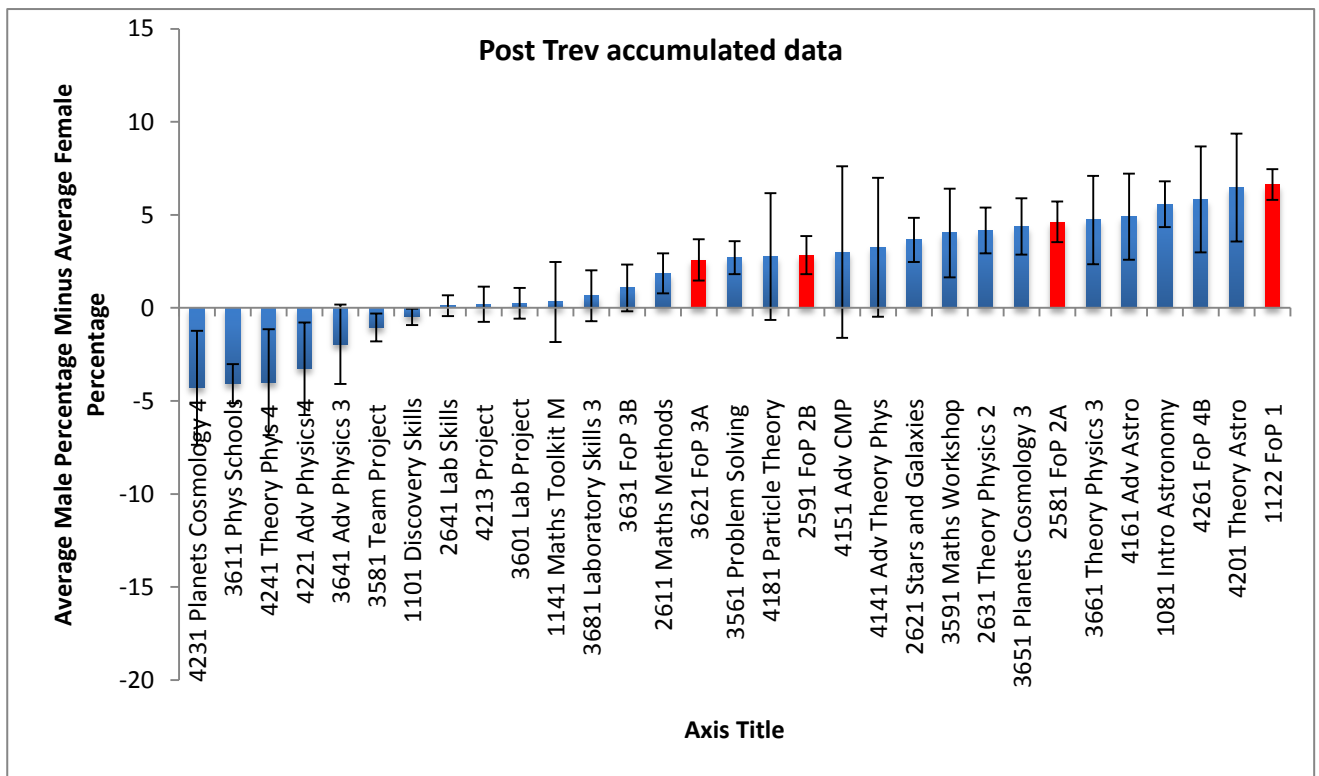 Post Trev accumulated data
Average Male Percentage Minus Average Female
Percentage
15
10
5
0
-5
-10
-15
-20
4231 Planets Cosmology 4
3611 Phys Schools
4241 Theory Phys 4
4221 Adv Physics 4
3641 Adv Physics 3
3581 Team Project
1101 Discovery Skills
2641 Lab Skills
4213 Project
3601 Lab Project
1141 Maths Toolkit M
3681 Laboratory Skills 3
3631 FoP 3B
2611 Maths Methods
3621 FoP 3A
3561 Problem Solving
4181 Particle Theory
2591 FoP 2B
4151 Adv CMP
4141 Adv Theory Phys
2621 Stars and Galaxies
3591 Maths Workshop
2631 Theory Physics 2
3651 Planets Cosmology 3
2581 FoP 2A
3661 Theory Physics 3
4161 Adv Astro
1081 Intro Astronomy
4261 FoP 4B
4201 Theory Astro
1122 FoP 1
Axis Title